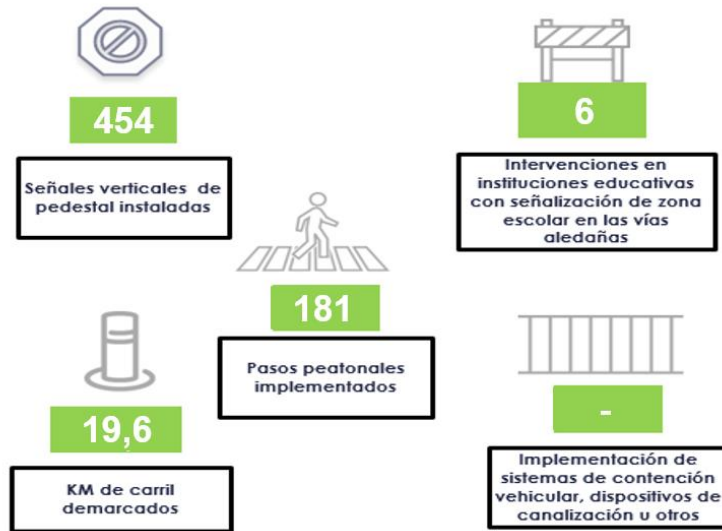 454
Señales verticales de
pedestal instaladas
6
Intervenciones en
instituciones educativas
con señalización de zona
escolar en las vías
aledañas
181
Pasos peatonales
implementados
19,6
KM de carril
demarcados
-
Implementación de
sistemas de contención
vehicular, dispositivos de
canalización u otros